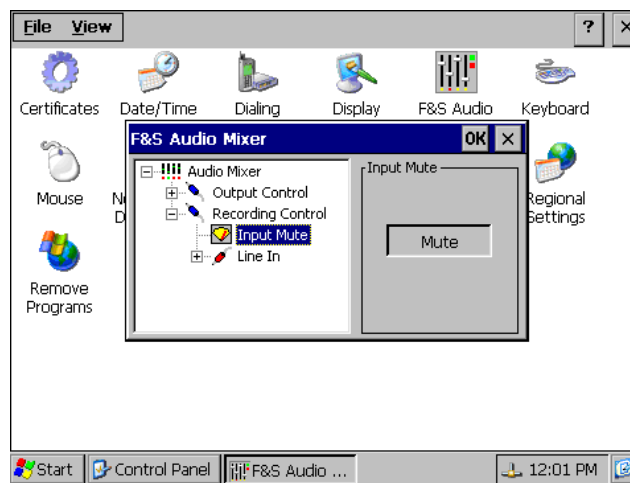 File View ? ×
Certificates Date/Time Dialing Display F&S Audio Keyboard
F&S Audio Mixer OK ×
Audio Mixer
Output Control
Recording Control
Input Mute
Line In
Input Mute
Mute
Mouse
Regional
Settings
Remove
Programs
Start Control Panel F&S Audio ... 12:01 PM